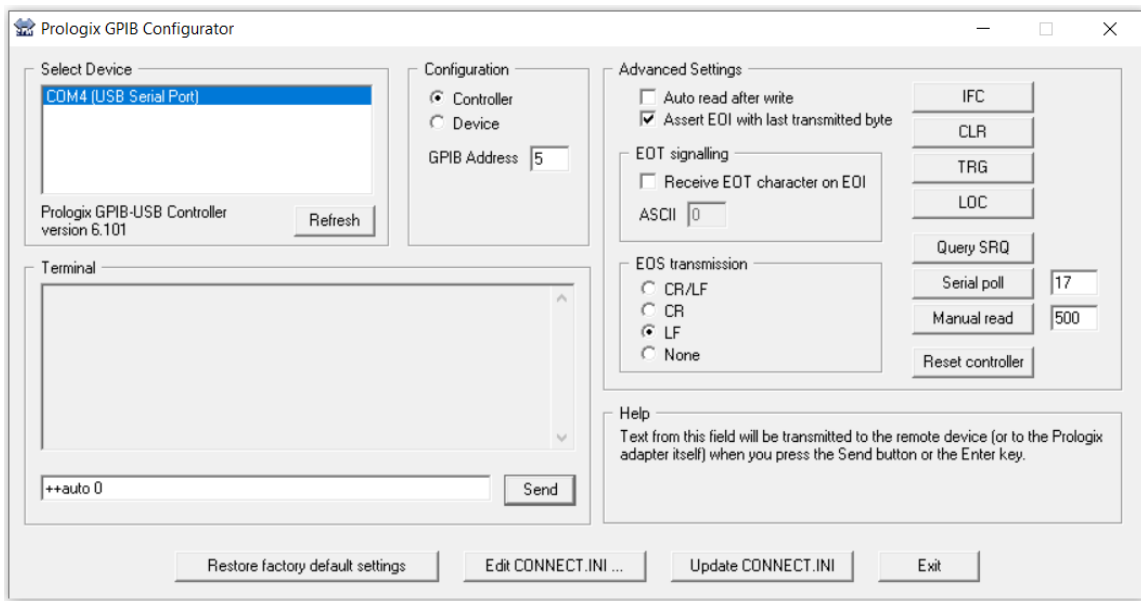 Prologix GPIB Configurator
Select Device
COM4 (USB Serial Port)
Prologix GPIB-USB Controller
version 6.101
Refresh
Configuration
Controller
Device
GPIB Address 5
Advanced Settings
Auto read after write
Assert EOI with last transmitted byte
EOT signalling
Receive EOT character on EOI
ASCII 0
EOS transmission
CR/LF
CR
LF
None
IFC
CLR
TRG
LOC
Query SRQ
Serial poll 17
Manual read 500
Reset controller
Terminal
++auto 0
Send
Help
Text from this field will be transmitted to the remote device (or to the Prologix
adapter itself) when you press the Send button or the Enter key.
Restore factory default settings
Edit CONNECT.INI ...
Update CONNECT.INI
Exit